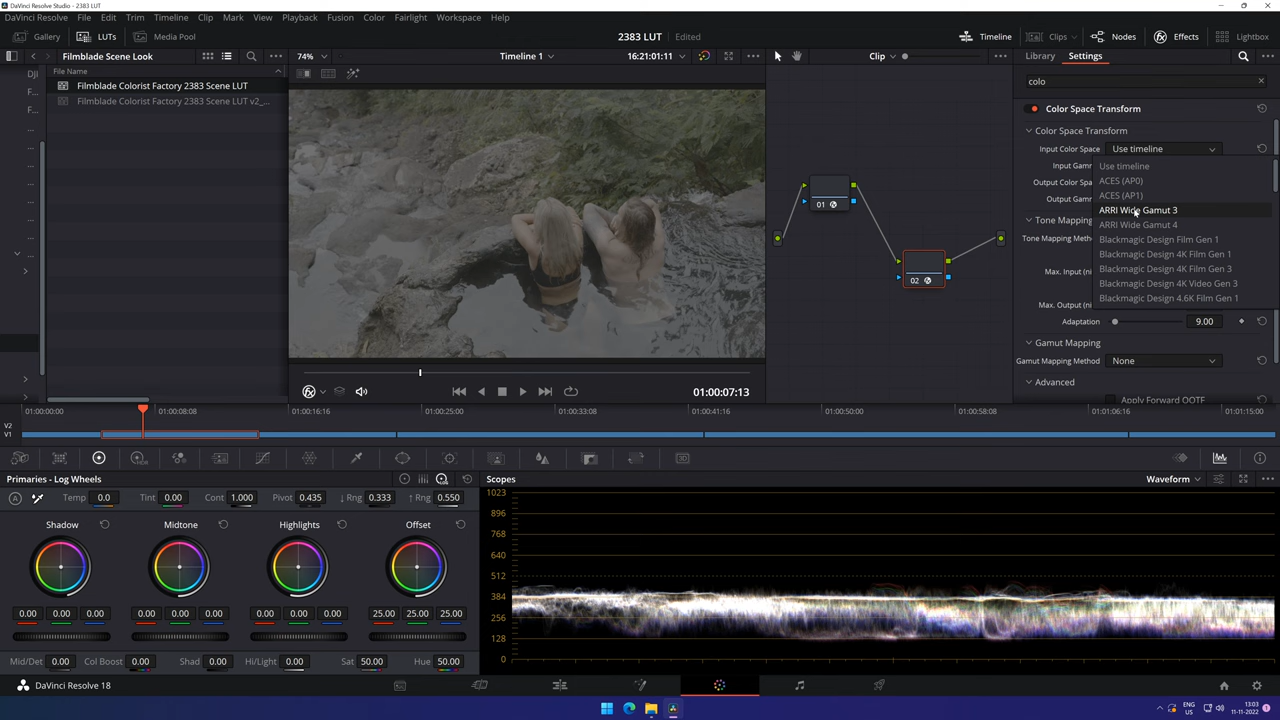 DaVinci Resolve Studio - 2383 LUT
DaVinci Resolve File Edit Trim Timeline Clip Mark View Playback Fusion Color Fairlight Workspace Help
Gallery LUTs Media Pool 2383 LUT Edited Timeline Clips Nodes Effects Lightbox
Filmblade Scene Look 74% Timeline 1 16:21:01:11 Clip Library Settings
File Name
Filmblade Colorist Factory 2383 Scene LUT
Filmblade Colorist Factory 2383 Scene LUT v2_...
Dji
F...
F...
F...
...
01
02
colo
Color Space Transform
Color Space Transform
Input Color Space Use timeline
Input Gamm
Output Color Spa
Output Gam
Use timeline
ACES (AP0)
ACES (AP1)
ARRI Wide Gamut 3
ARRI Wide Gamut 4
Blackmagic Design Film Gen 1
Blackmagic Design 4K Film Gen 1
Blackmagic Design 4K Film Gen 3
Blackmagic Design 4K Video Gen 3
Blackmagic Design 4.6K Film Gen 1
Tone Mapping
Tone Mapping Meth
Max. Input (ni
Max. Output (ni
Adaptation 9.00
Gamut Mapping
Gamut Mapping Method None
Advanced
Apply Forward OOTF
01:00:07:13
01:00:00:00 01:00:08:08 01:00:16:16 01:00:25:00 01:00:33:08 01:00:41:16 01:00:50:00 01:00:58:08 01:01:06:16 01:01:15:00
V2
V1
Primaries - Log Wheels
Temp 0.0 Tint 0.00 Cont 1.000 Pivot 0.435 ↓ Rng 0.333 ↑ Rng 0.550
Shadow Midtone Highlights Offset
0.00 0.00 0.00 0.00 0.00 0.00 0.00 0.00 0.00 25.00 25.00 25.00
Mid/Det 0.00 Col Boost 0.00 Shad 0.00 Hi/Light 0.00 Sat 50.00 Hue 50.00
Scopes Waveform
1023
896
768
640
512
384
256
128
0
DaVinci Resolve 18
ENG
US
13:03
11-11-2022